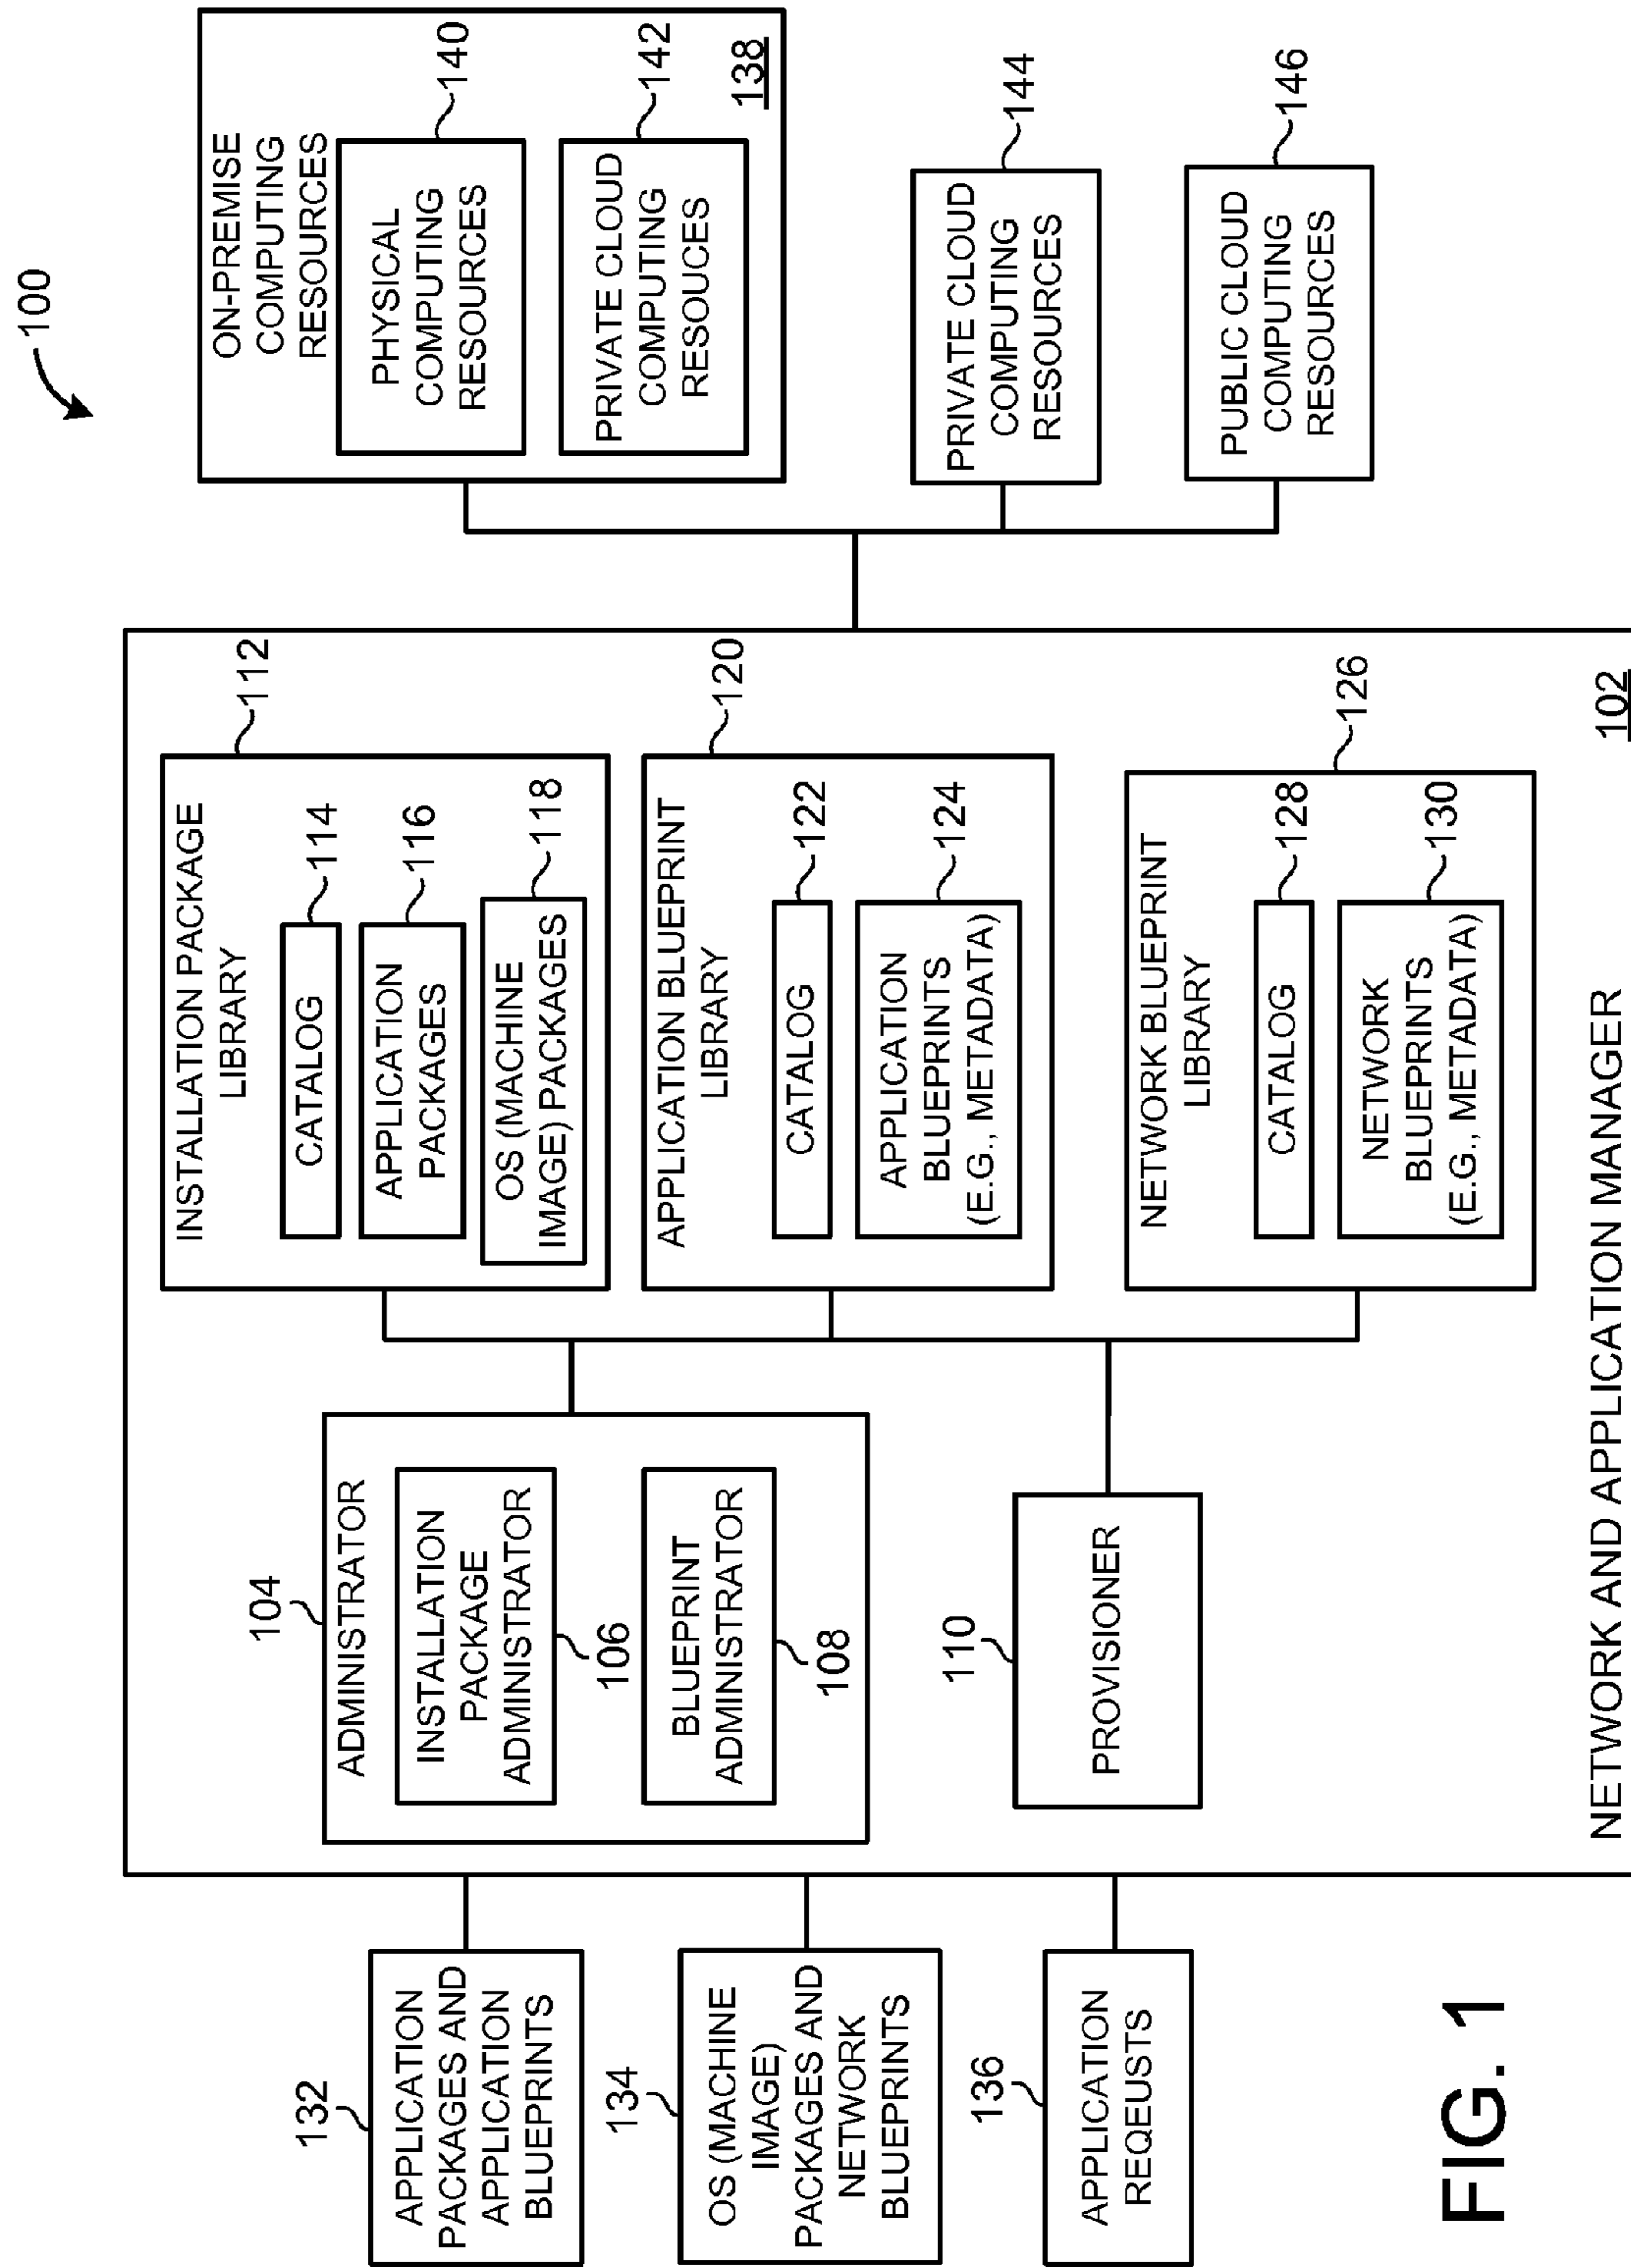 100
132
APPLICATION
PACKAGES AND
APPLICATION
BLUEPRINTS
134
OS (MACHINE
IMAGE)
PACKAGES AND
NETWORK
BLUEPRINTS
136
APPLICATION
REQEUSTS
104
ADMINISTRATOR
INSTALLATION
PACKAGE
ADMINISTRATOR
106
BLUEPRINT
ADMINISTRATOR
108
110
PROVISIONER
INSTALLATION PACKAGE
LIBRARY
112
CATALOG
114
APPLICATION
PACKAGES
116
OS (MACHINE
IMAGE) PACKAGES
118
APPLICATION BLUEPRINT
LIBRARY
120
CATALOG
122
APPLICATION
BLUEPRINTS
(E.G., METADATA)
124
NETWORK BLUEPRINT
LIBRARY
126
CATALOG
128
NETWORK
BLUEPRINTS
(E.G., METADATA)
130
NETWORK AND APPLICATION MANAGER
102
ON-PREMISE
COMPUTING
RESOURCES
PHYSICAL
COMPUTING
RESOURCES
140
PRIVATE CLOUD
COMPUTING
RESOUCES
142
138
PRIVATE CLOUD
COMPUTING
RESOURCES
144
PUBLIC CLOUD
COMPUTING
RESOURCES
146
FIG. 1